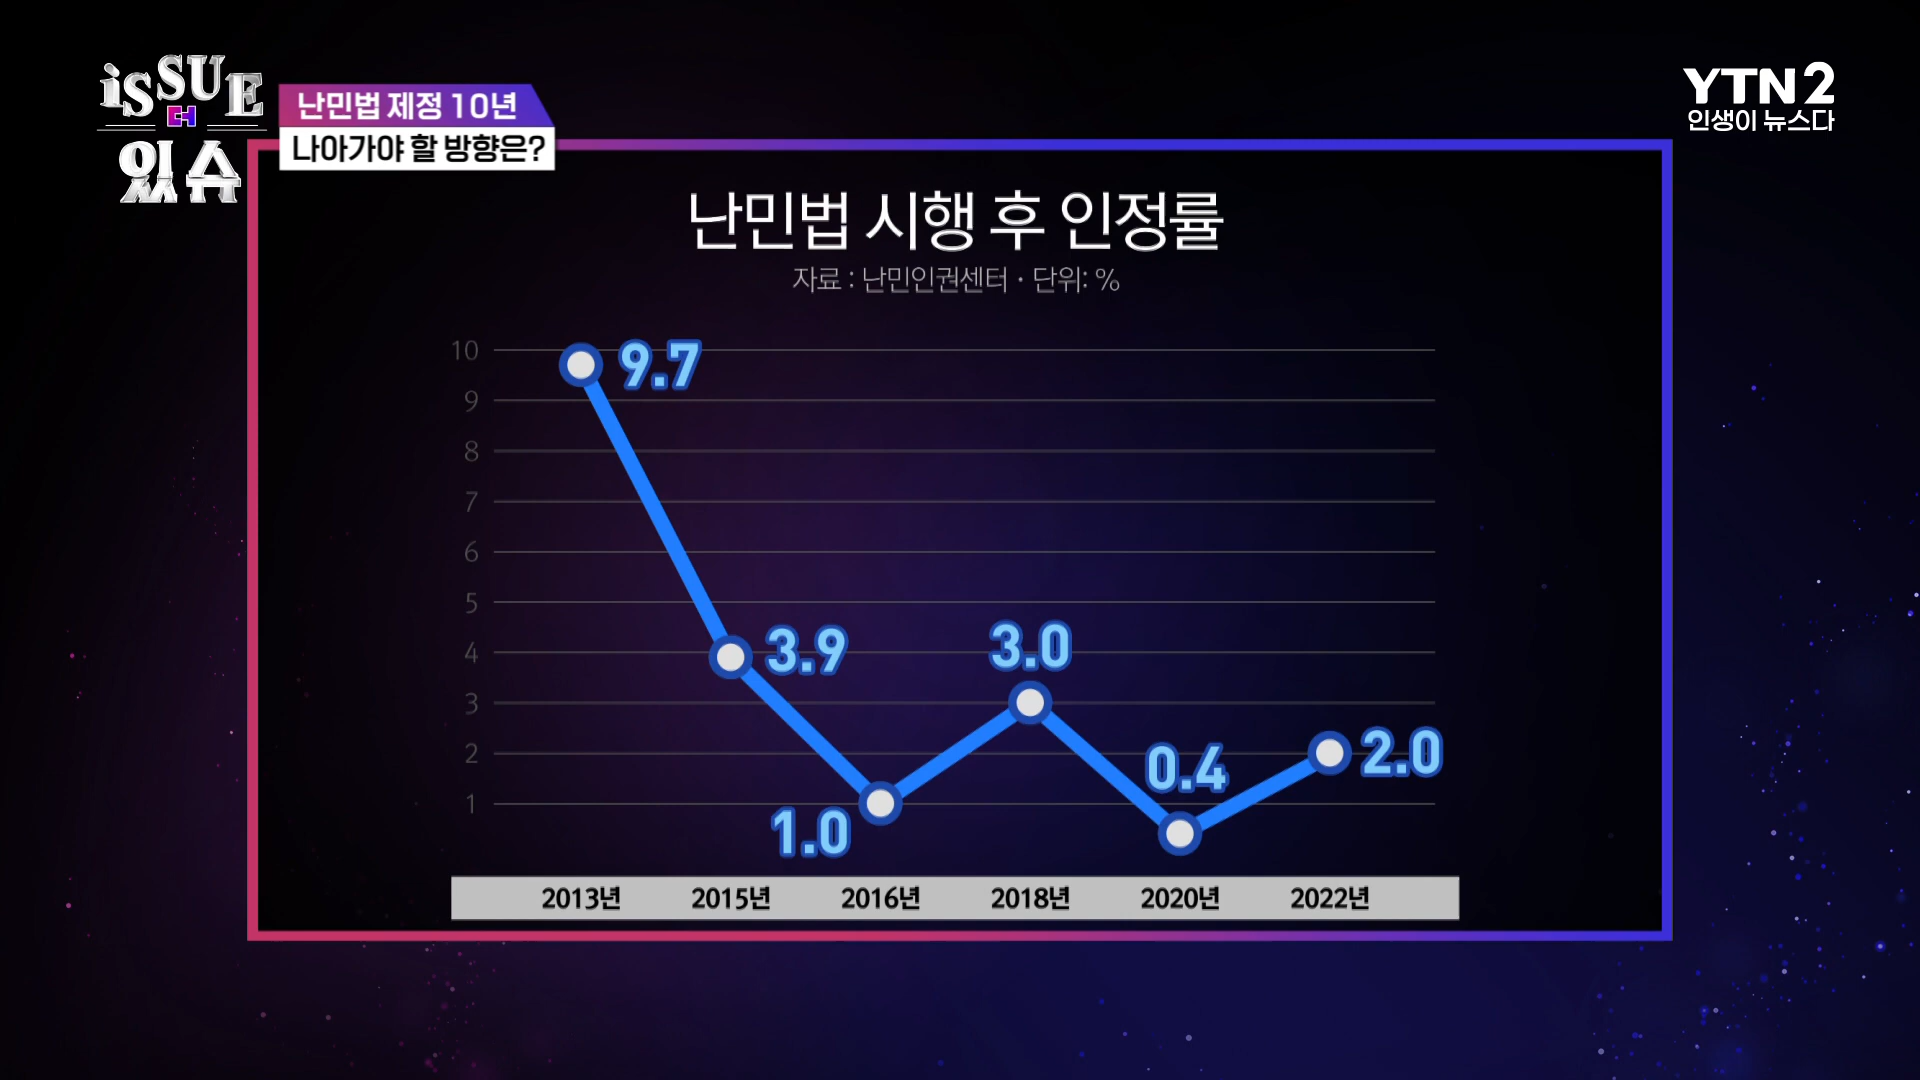 iSSUE
더
있슈
난민법 제정 10년
나아가야 할 방향은?
YTN2
인생이 뉴스다
난민법 시행 후 인정률
자료 : 난민인권센터 · 단위: %
10
9
8
7
6
5
4
3
2
1
9.7
3.9
1.0
3.0
0.4
2.0
2013년 2015년 2016년 2018년 2020년 2022년